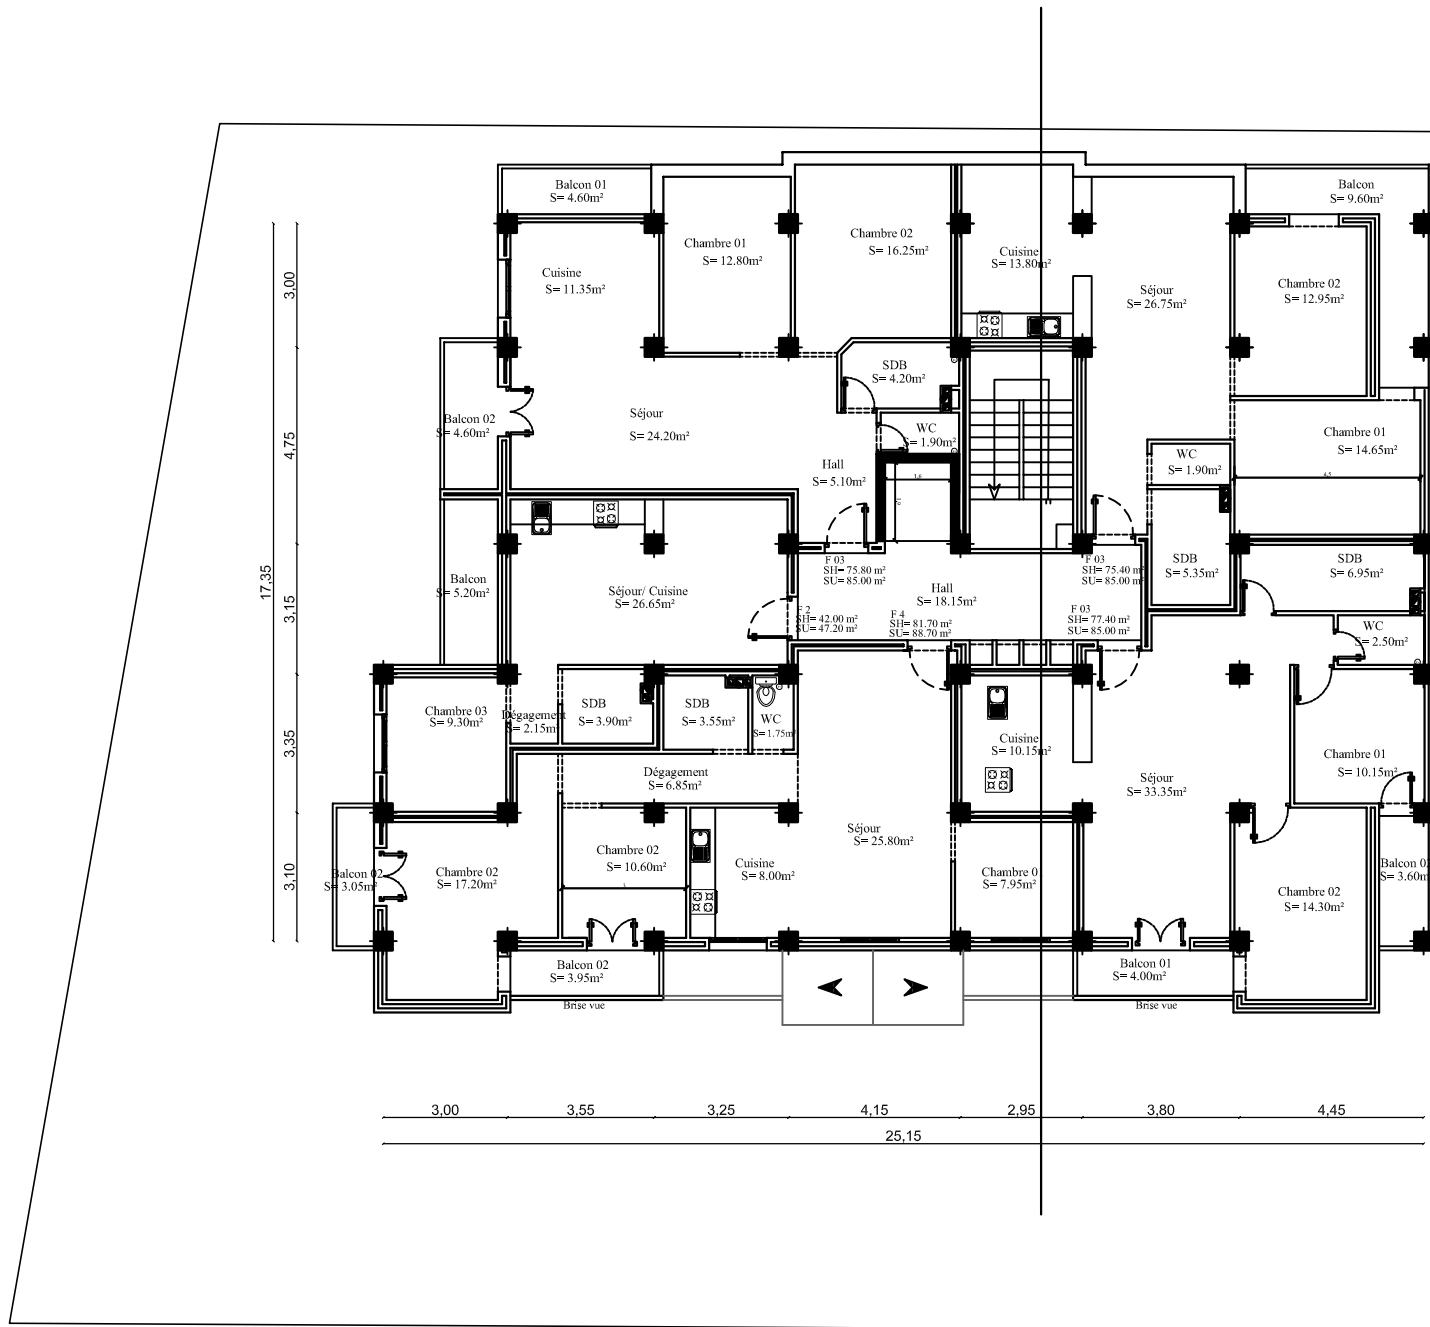 Balcon 01
S= 4.60m²
Balcon
S= 9.60m²
Chambre 01
S= 12.80m²
Chambre 02
S= 16.25m²
Cuisine
S= 13.80m²
Cuisine
S= 11.35m²
Séjour
S= 26.75m²
Chambre 02
S= 12.95m²
SDB
S= 4.20m²
Balcon 02
S= 4.60m²
Séjour
S= 24.20m²
WC
S= 1.90m²
Chambre 01
S= 14.65m²
WC
S= 1.90m²
Hall
S= 5.10m²
1,6
1,9
4,5
F 03
SH= 75.80 m²
SU= 85.00 m²
F 03
SH= 75.40 m²
SU= 85.00 m²
SDB
S= 5.35m²
SDB
S= 6.95m²
Balcon
S= 5.20m²
Séjour/ Cuisine
S= 26.65m²
Hall
S= 18.15m²
F 2
SH= 42.00 m²
SU= 47.20 m²
F 4
SH= 81.70 m²
SU= 88.70 m²
F 03
SH= 77.40 m²
SU= 85.00 m²
WC
S= 2.50m²
Chambre 03
S= 9.30m²
Dégagement
S= 2.15m²
SDB
S= 3.90m²
SDB
S= 3.55m²
WC
S= 1.75m²
Cuisine
S= 10.15m²
Chambre 01
S= 10.15m²
Dégagement
S= 6.85m²
Séjour
S= 33.35m²
Séjour
S= 25.80m²
Chambre 02
S= 10.60m²
Cuisine
S= 8.00m²
Balcon 02
S= 3.05m²
Chambre 02
S= 17.20m²
Chambre 0
S= 7.95m²
Chambre 02
S= 14.30m²
Balcon 0
S= 3.60m
Balcon 02
S= 3.95m²
Balcon 01
S= 4.00m²
Brise vue
Brise vue
3,00
4,75
3,15
3,35
3,10
17,35
3,00
3,55
3,25
4,15
2,95
3,80
4,45
25,15